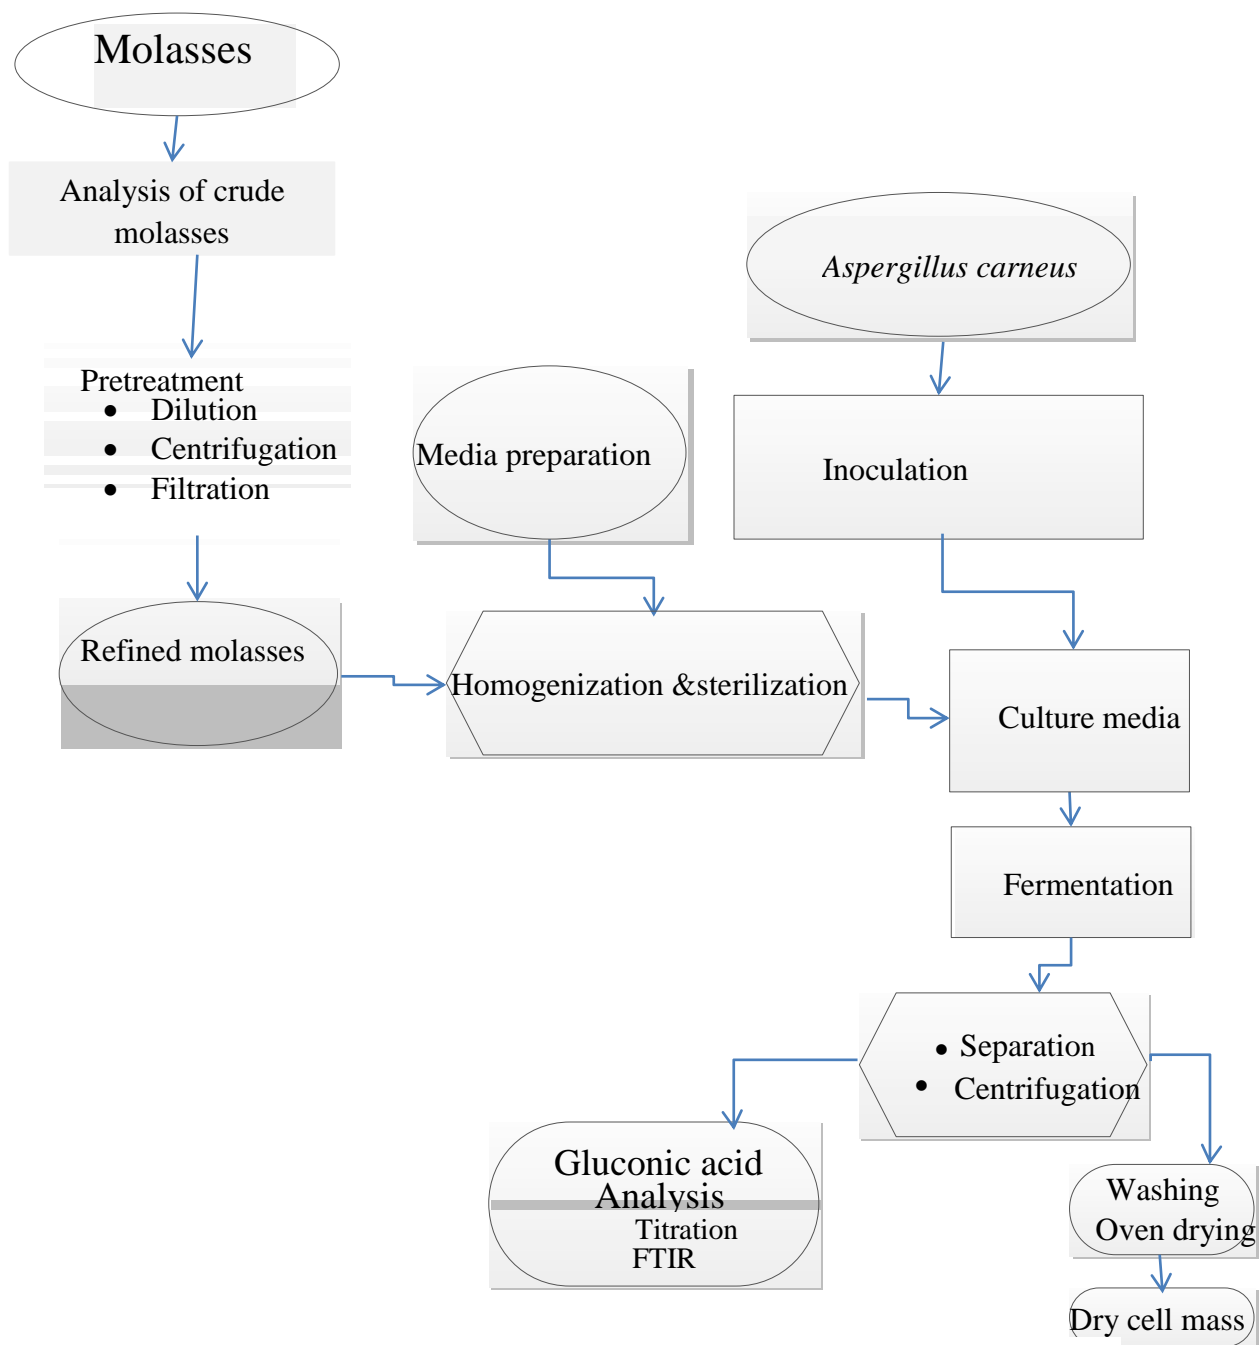 Molasses
Analysis of crude
molasses
Aspergillus carneus
Pretreatment
• Dilution
• Centrifugation
• Filtration
Media preparation
Inoculation
Refined molasses
Homogenization &sterilization
Culture media
Fermentation
• Separation
• Centrifugation
Gluconic acid
Analysis
Titration
FTIR
Washing
Oven drying
Dry cell mass